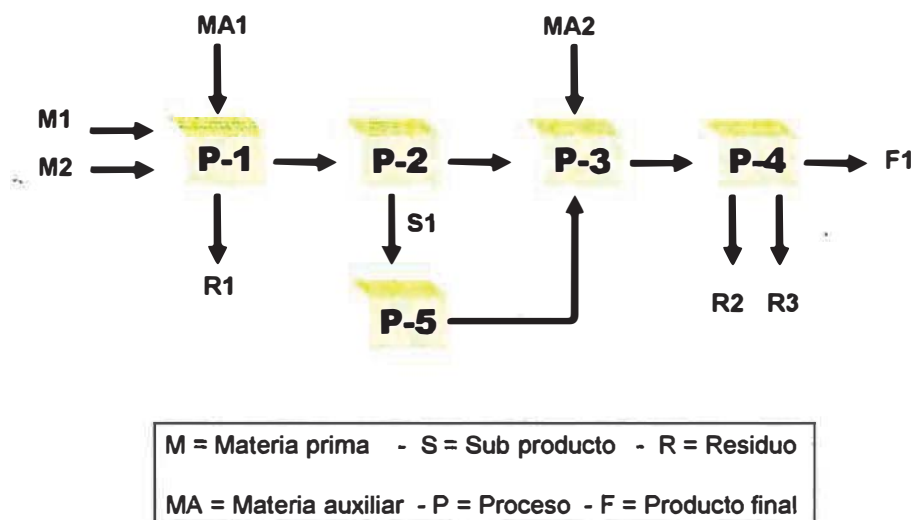 MA1
MA2
M1
M2
P-1
P-2
P-3
P-4
F1
S1
R1
P-5
R2
R3
M = Materia prima - S = Sub producto - R = Residuo
MA = Materia auxiliar - P = Proceso - F = Producto final